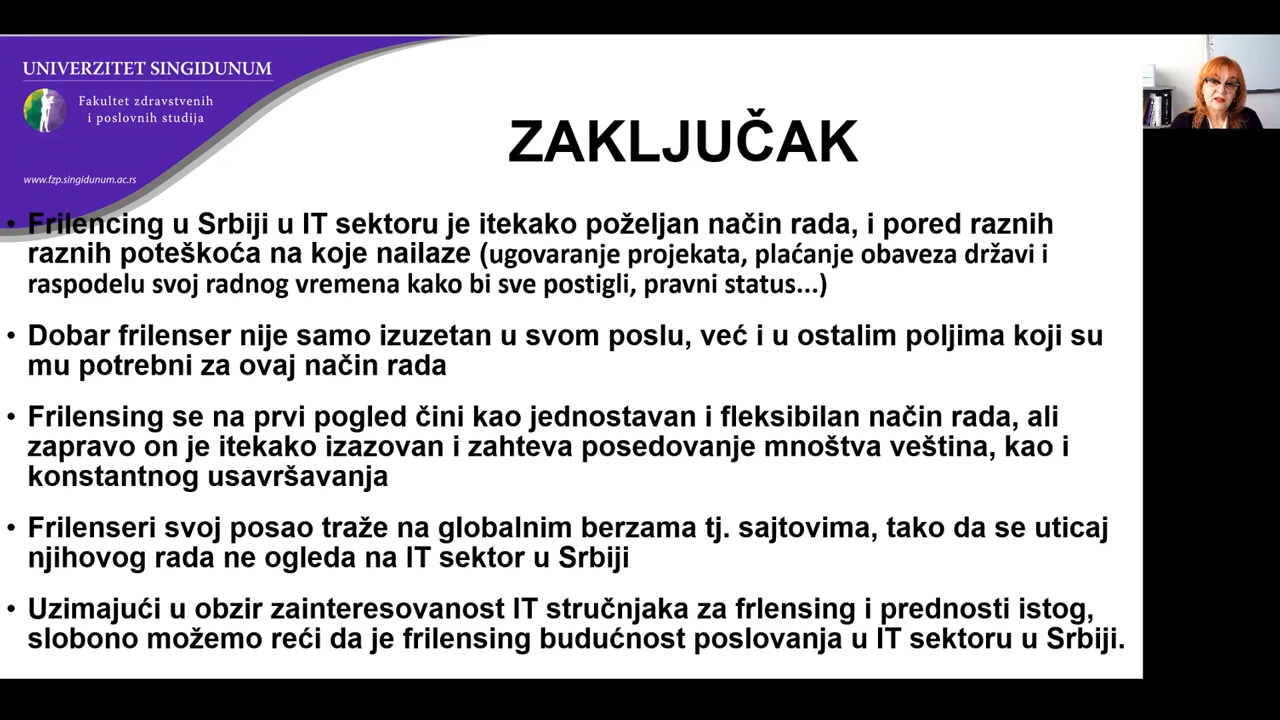 UNIVERZITET SINGIDUNUM
Fakultet zdravstvenih
i poslovnih studija
www.fzp.singidunum.ac.rs
ZAKLJUČAK
• Frilencing u Srbiji u IT sektoru je itekako poželjan način rada, i pored raznih
raznih poteškoća na koje nailaze (ugovaranje projekata, plaćanje obaveza državi i
raspodelu svoj radnog vremena kako bi sve postigli, pravni status...)
• Dobar frilenser nije samo izuzetan u svom poslu, već i u ostalim poljima koji su
mu potrebni za ovaj način rada
• Frilensing se na prvi pogled čini kao jednostavan i fleksibilan način rada, ali
zapravo on je itekako izazovan i zahteva posedovanje mnoštva veština, kao i
konstantnog usavršavanja
• Frilenseri svoj posao traže na globalnim berzama tj. sajtovima, tako da se uticaj
njihovog rada ne ogleda na IT sektor u Srbiji
• Uzimajući u obzir zainteresovanost IT stručnjaka za frlensing i prednosti istog,
slobono možemo reći da je frilensing budućnost poslovanja u IT sektoru u Srbiji.